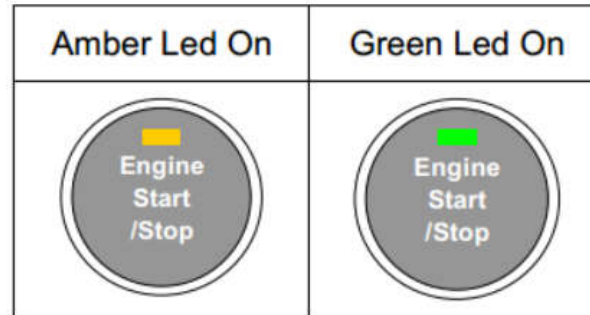 Amber Led On
Green Led On
Engine
Start
/Stop
Engine
Start
/Stop